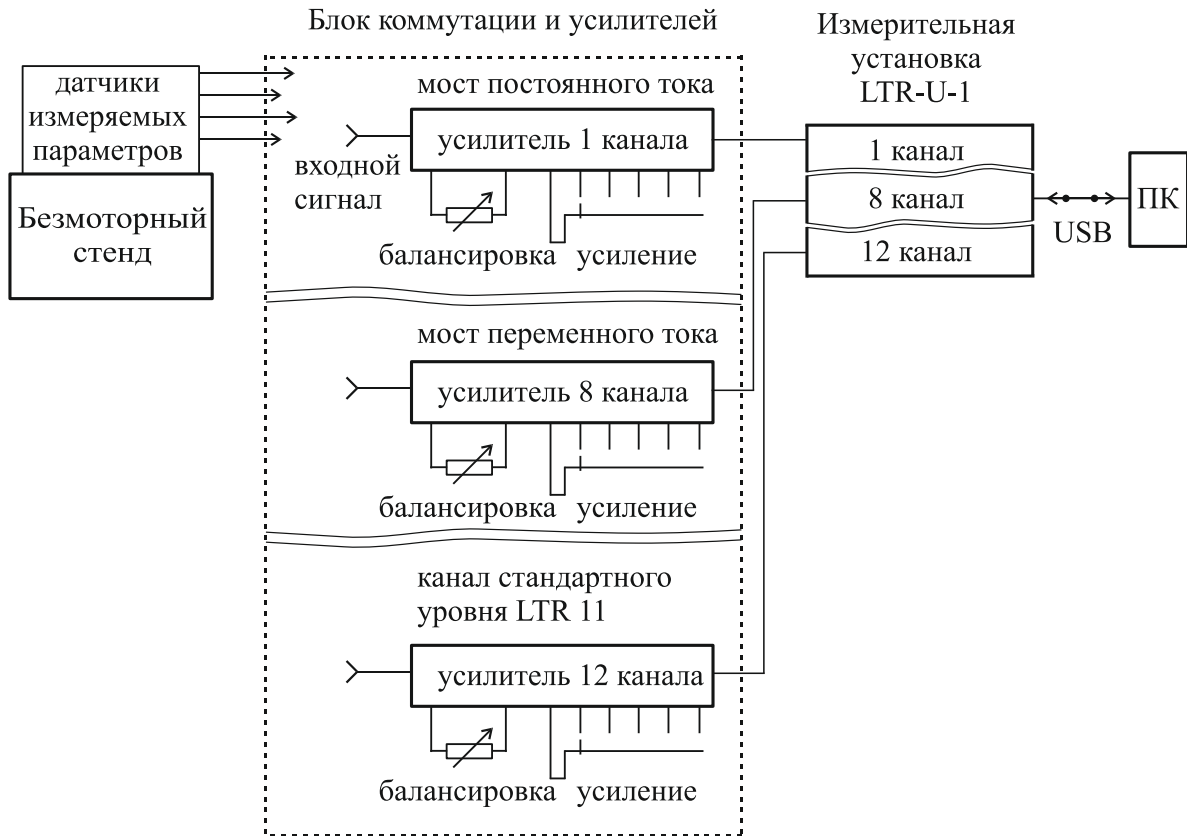 Блок коммутации и усилителей
Измерительная
установка
LTR-U-1
датчики
измеряемых
параметров
Безмоторный
стенд
мост постоянного тока
усилитель 1 канала
входной
сигнал
балансировка усиление
1 канал
8 канал
12 канал
USB
ПК
мост переменного тока
усилитель 8 канала
балансировка усиление
канал стандартного
уровня LTR 11
усилитель 12 канала
балансировка усиление